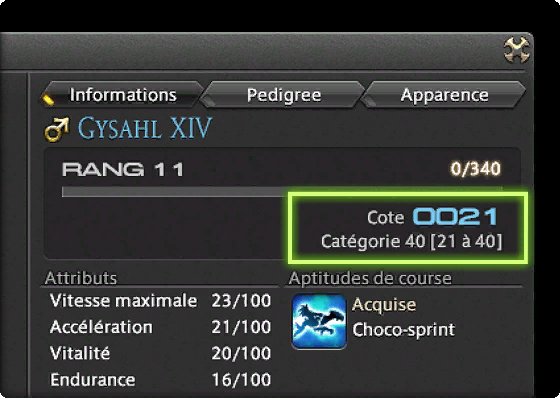 Informations Pedigree Apparence
♂ GYSAHL XIV
RANG 11 0/340
Cote 0021
Catégorie 40 [21 à 40]
Attributs Aptitudes de course
Vitesse maximale 23/100 Acquise
Accélération 21/100 Choco-sprint
Vitalité 20/100
Endurance 16/100